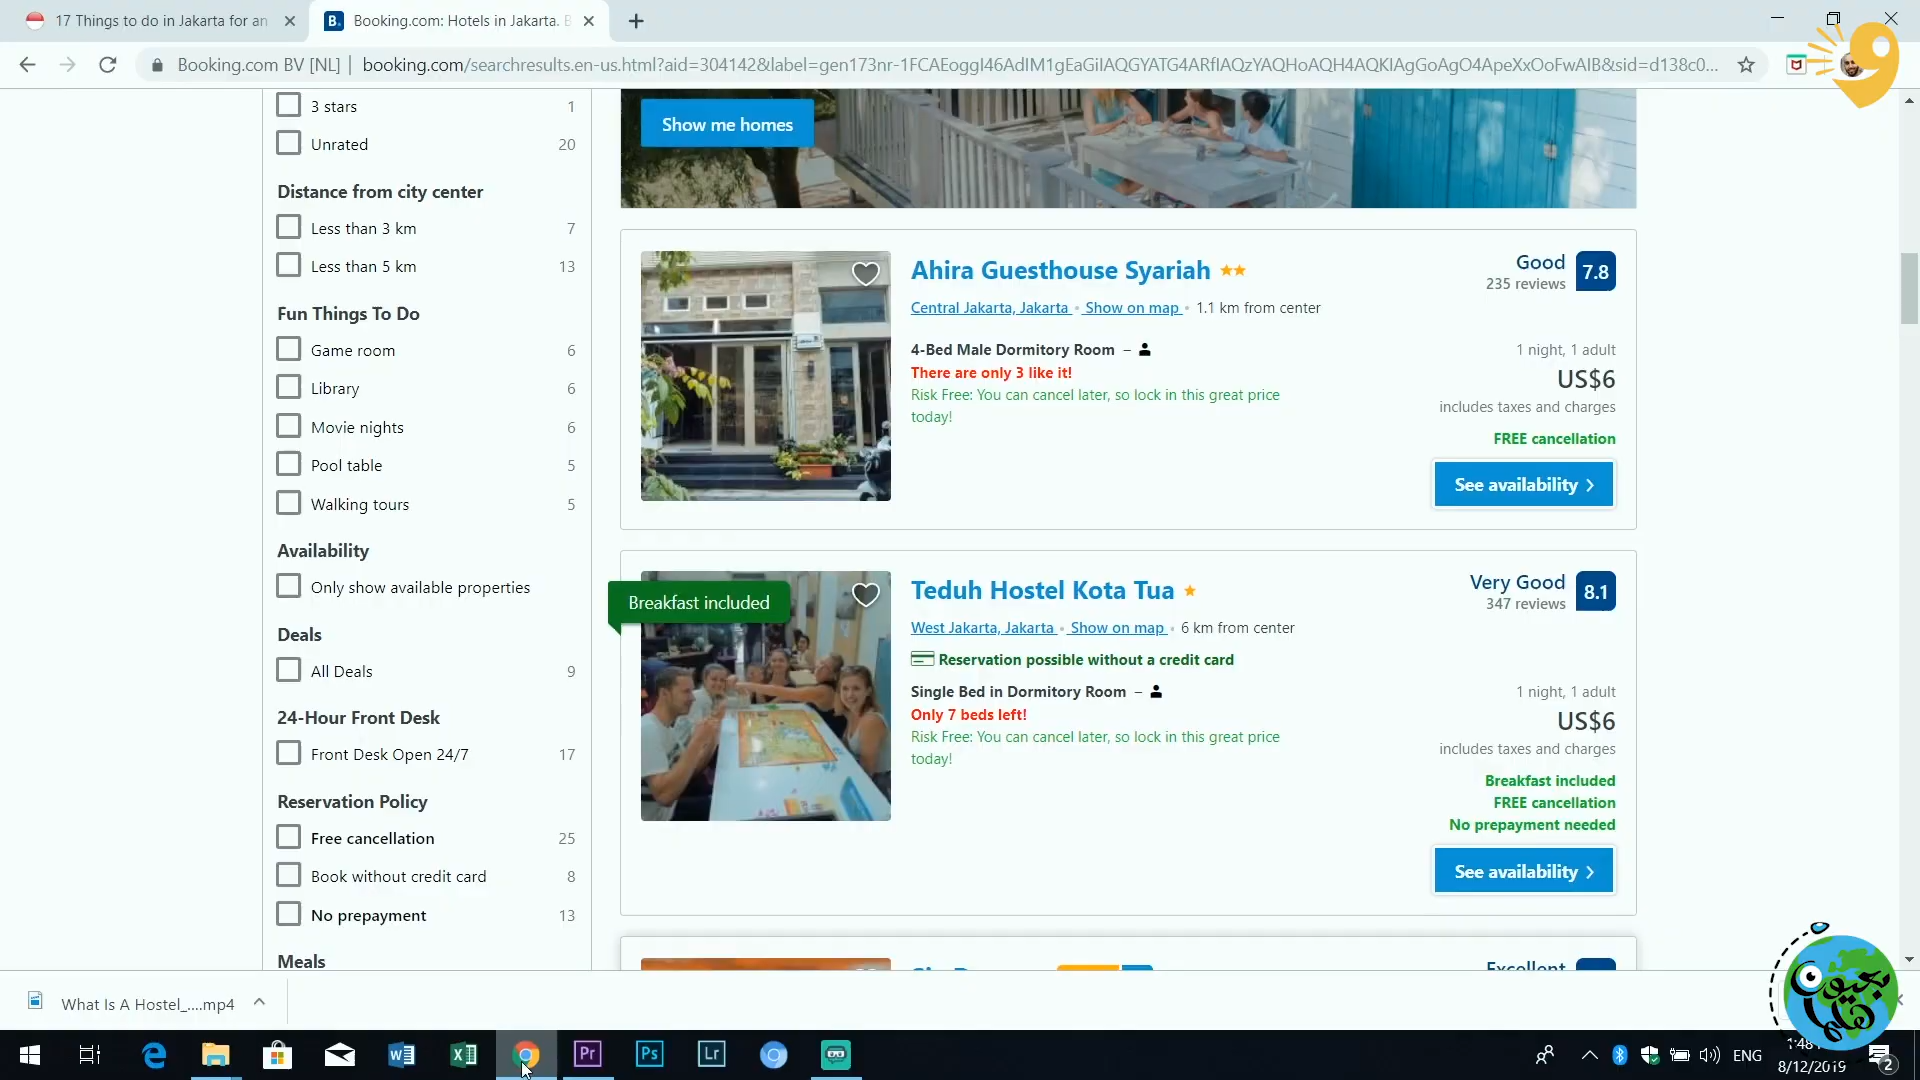 17 Things to do in Jakarta for an
Booking.com: Hotels in Jakarta. B
Booking.com BV [NL] | booking.com/searchresults.en-us.html?aid=304142&label=gen173nr-1FCAEoggI46AdIM1gEaGiIAQGYATG4ARfIAQzYAQHoAQH4AQKIAgGoAgO4ApeXxOoFwAIB&sid=d138c0...
9
3 stars 1
Unrated 20
Distance from city center
Less than 3 km 7
Less than 5 km 13
Fun Things To Do
Game room 6
Library 6
Movie nights 6
Pool table 5
Walking tours 5
Availability
Only show available properties
Deals
All Deals 9
24-Hour Front Desk
Front Desk Open 24/7 17
Reservation Policy
Free cancellation 25
Book without credit card 8
No prepayment 13
Meals
Show me homes
Ahira Guesthouse Syariah
Good
235 reviews
7.8
Central Jakarta, Jakarta • Show on map • 1.1 km from center
4-Bed Male Dormitory Room –
There are only 3 like it!
Risk Free: You can cancel later, so lock in this great price
today!
1 night, 1 adult
US$6
includes taxes and charges
FREE cancellation
See availability
Breakfast included
Teduh Hostel Kota Tua
Very Good
347 reviews
8.1
West Jakarta, Jakarta • Show on map • 6 km from center
Reservation possible without a credit card
Single Bed in Dormitory Room –
Only 7 beds left!
Risk Free: You can cancel later, so lock in this great price
today!
1 night, 1 adult
US$6
includes taxes and charges
Breakfast included
FREE cancellation
No prepayment needed
See availability
Excellent
What Is A Hostel_....mp4
Pr
Ps
Lr
ENG
1:48
8/12/2019
2